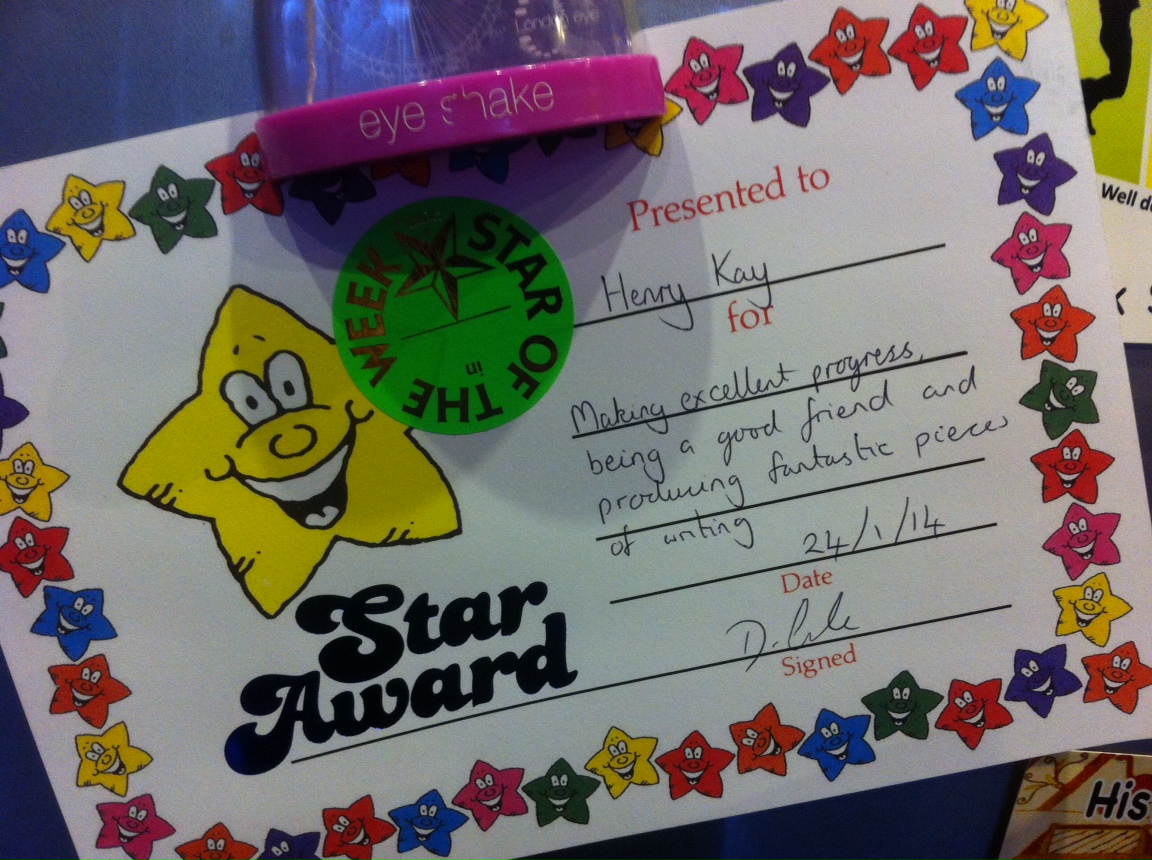 London eye
eye shake
Well
Presented to
STAR OF THE WEEK
in
Henry Kay
for
Making excellent progress,
being a good friend and
producing fantastic pieces
of writing
24/1/14
Date
Signed
Star
Award
His